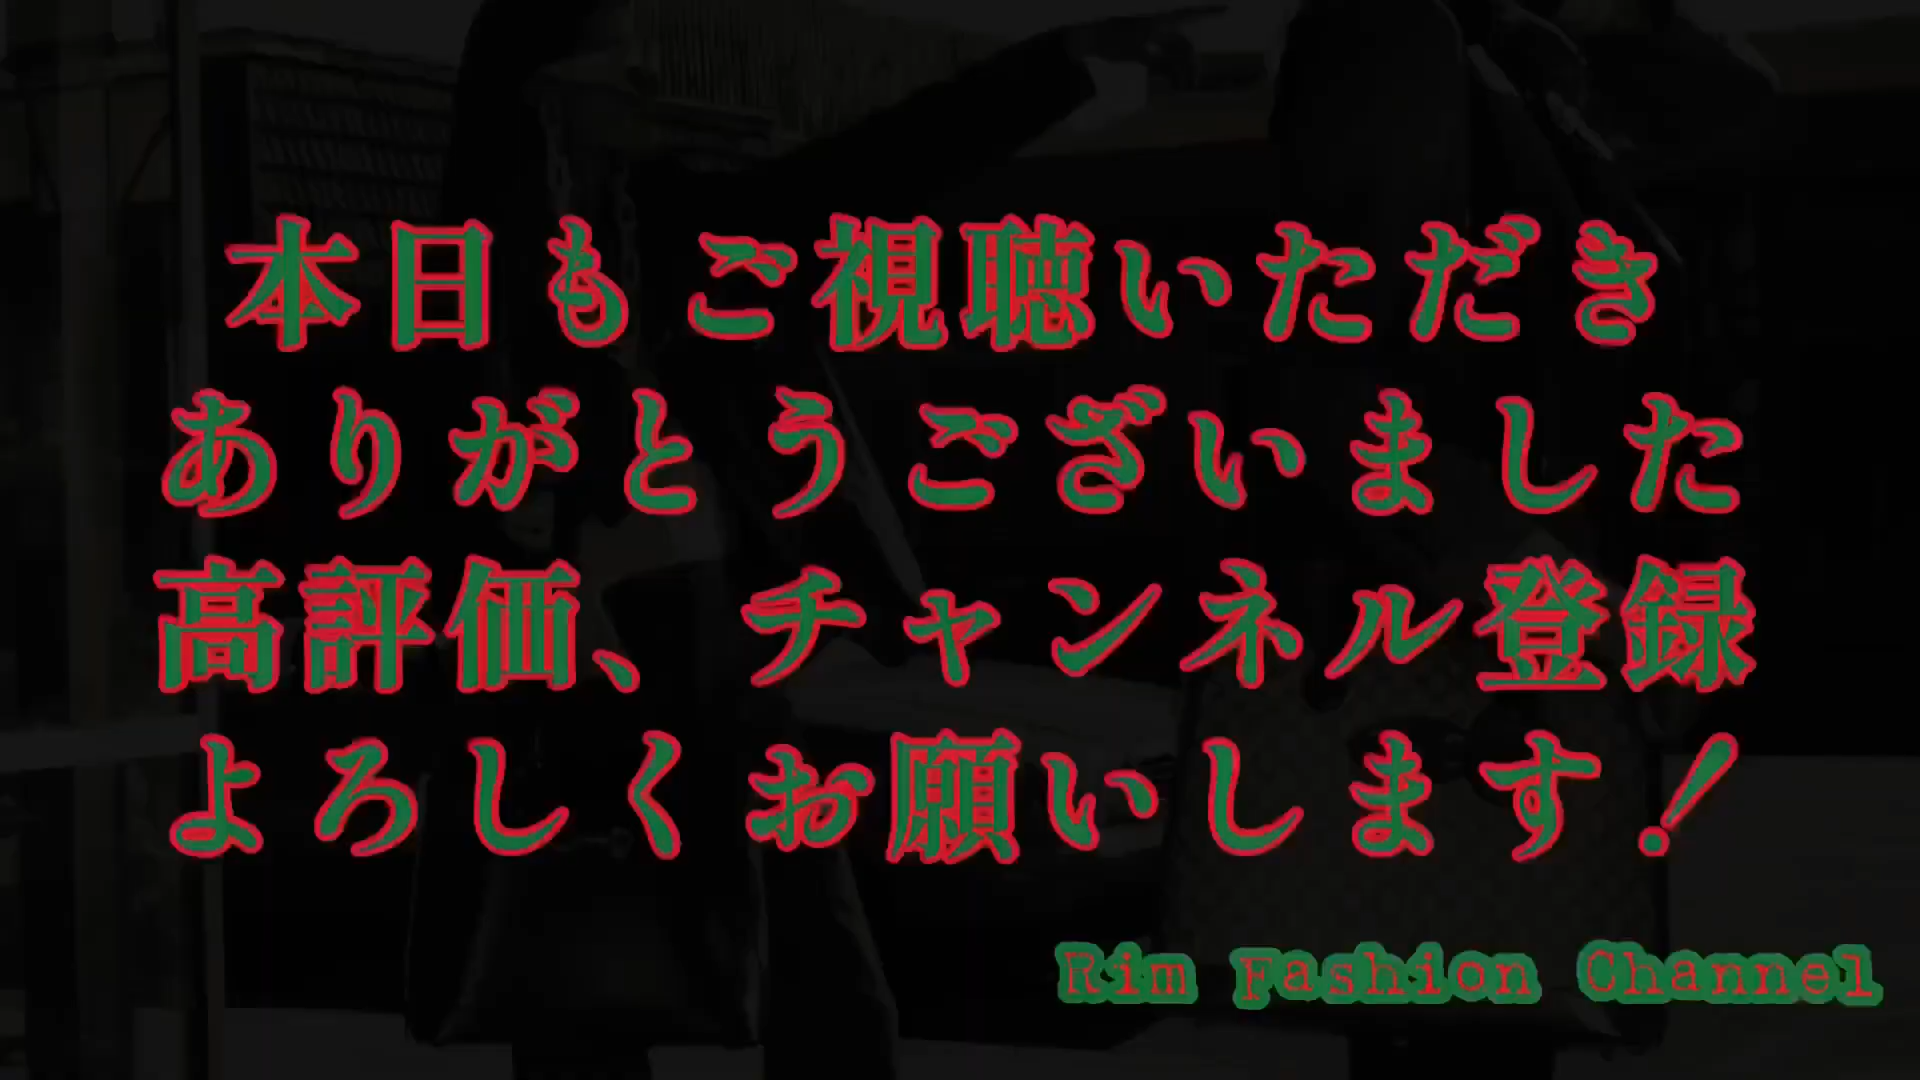 本日もご視聴いただき
ありがとうございました
高評価、チャンネル登録
よろしくお願いします!
Rim Fashion Channel